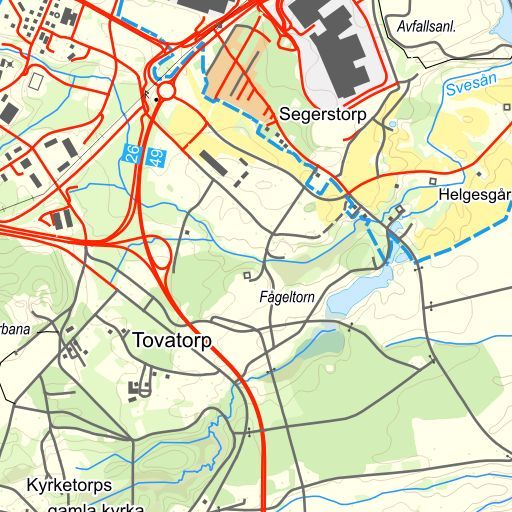 Avfallsanl.
Svesån
Segerstorp
26
49
Helgesgår
Fågeltorn
rbana
Tovatorp
Kyrketorps
gamla kyrka